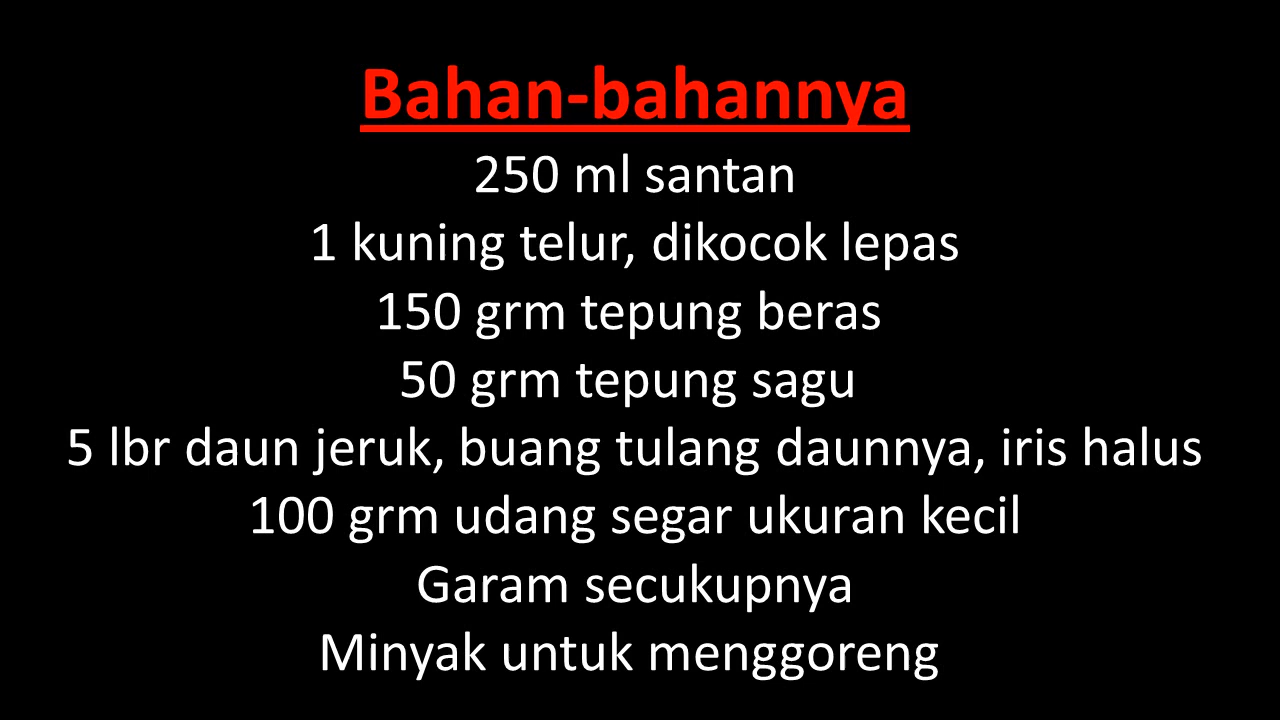 Bahan-bahannya
250 ml santan
1 kuning telur, dikocok lepas
150 grm tepung beras
50 grm tepung sagu
5 lbr daun jeruk, buang tulang daunnya, iris halus
100 grm udang segar ukuran kecil
Garam secukupnya
Minyak untuk menggoreng